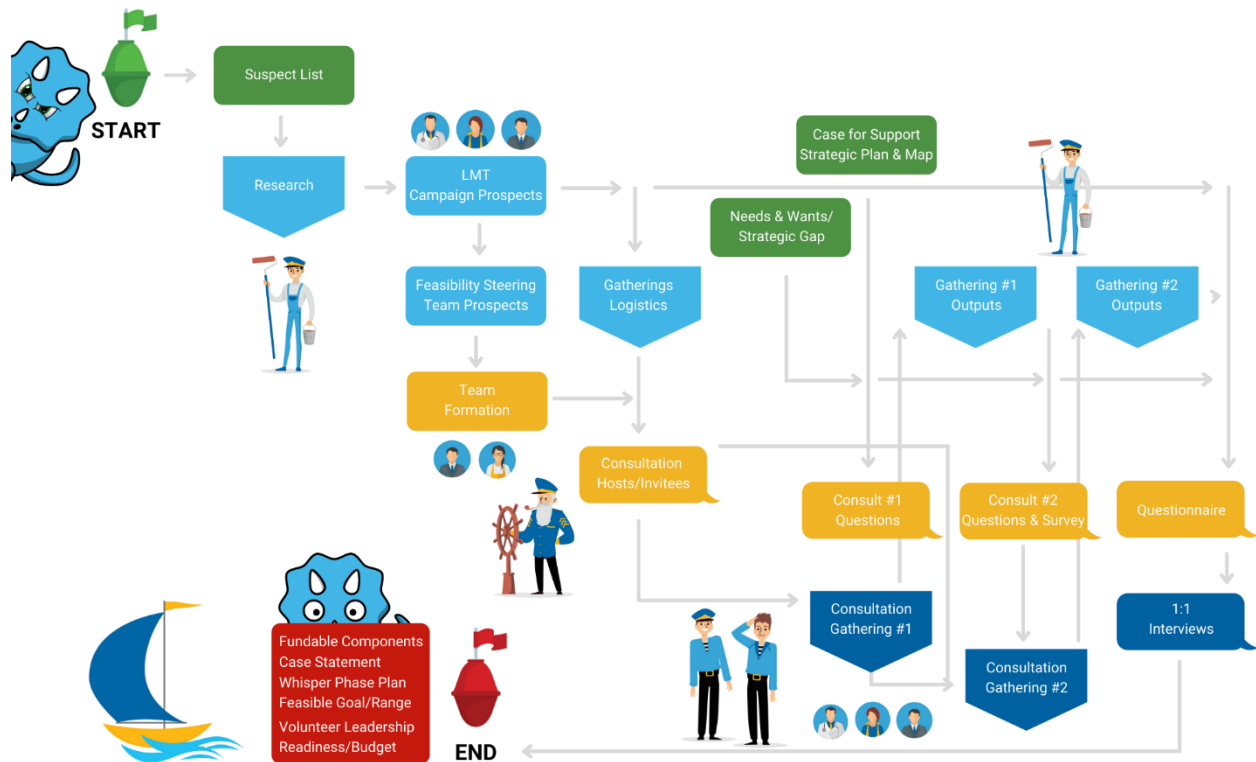 START
Suspect List
Research
LMT
Campaign Prospects
Feasibility Steering
Team Prospects
Team
Formation
Gatherings
Logistics
Consultation
Hosts/Invitees
Case for Support
Strategic Plan & Map
Needs & Wants/
Strategic Gap
Gathering #1
Outputs
Gathering #2
Outputs
Consult #1
Questions
Consult #2
Questions & Survey
Questionnaire
Consultation
Gathering #1
Consultation
Gathering #2
1:1
Interviews
Fundable Components
Case Statement
Whisper Phase Plan
Feasible Goal/Range
Volunteer Leadership
Readiness/Budget
END